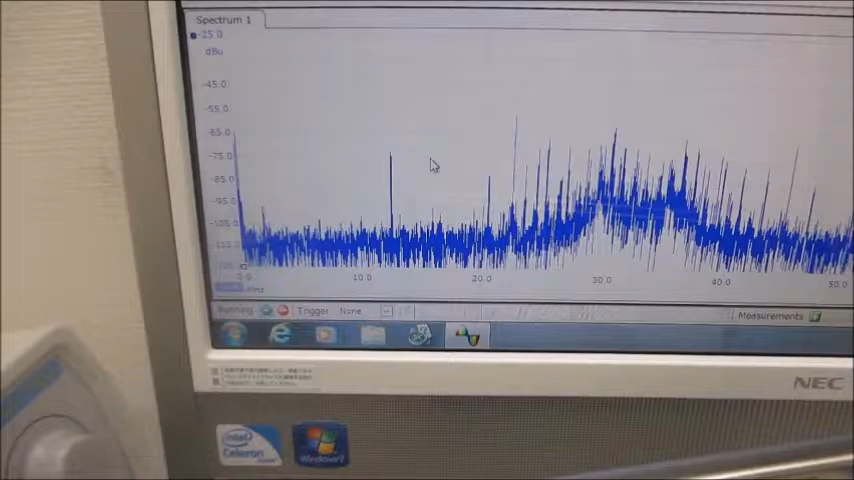 Spectrum 1
-25.0
dBu
-45.0
-55.0
-65.0
-75.0
-85.0
-95.0
-105.0
10.0
20.0
30.0
40.0
50.0
Running
Trigger
None
Measurements
NEC
intel
Celeron
Windows 7